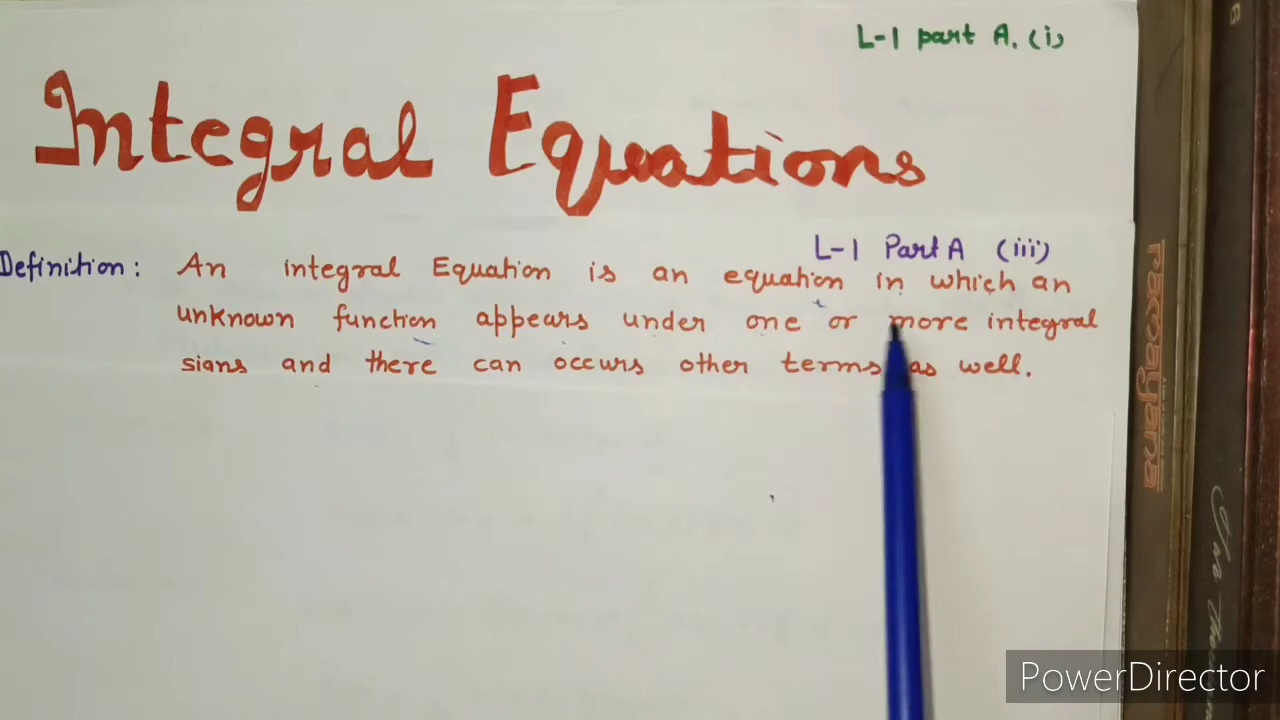 L-1 part A. (i)
Integral Equations
L-1 Part A (iii)
Definition: An integral Equation is an equation in which an
unknown function appears under one or more integral
sians and there can occurs other terms as well.
PowerDirector